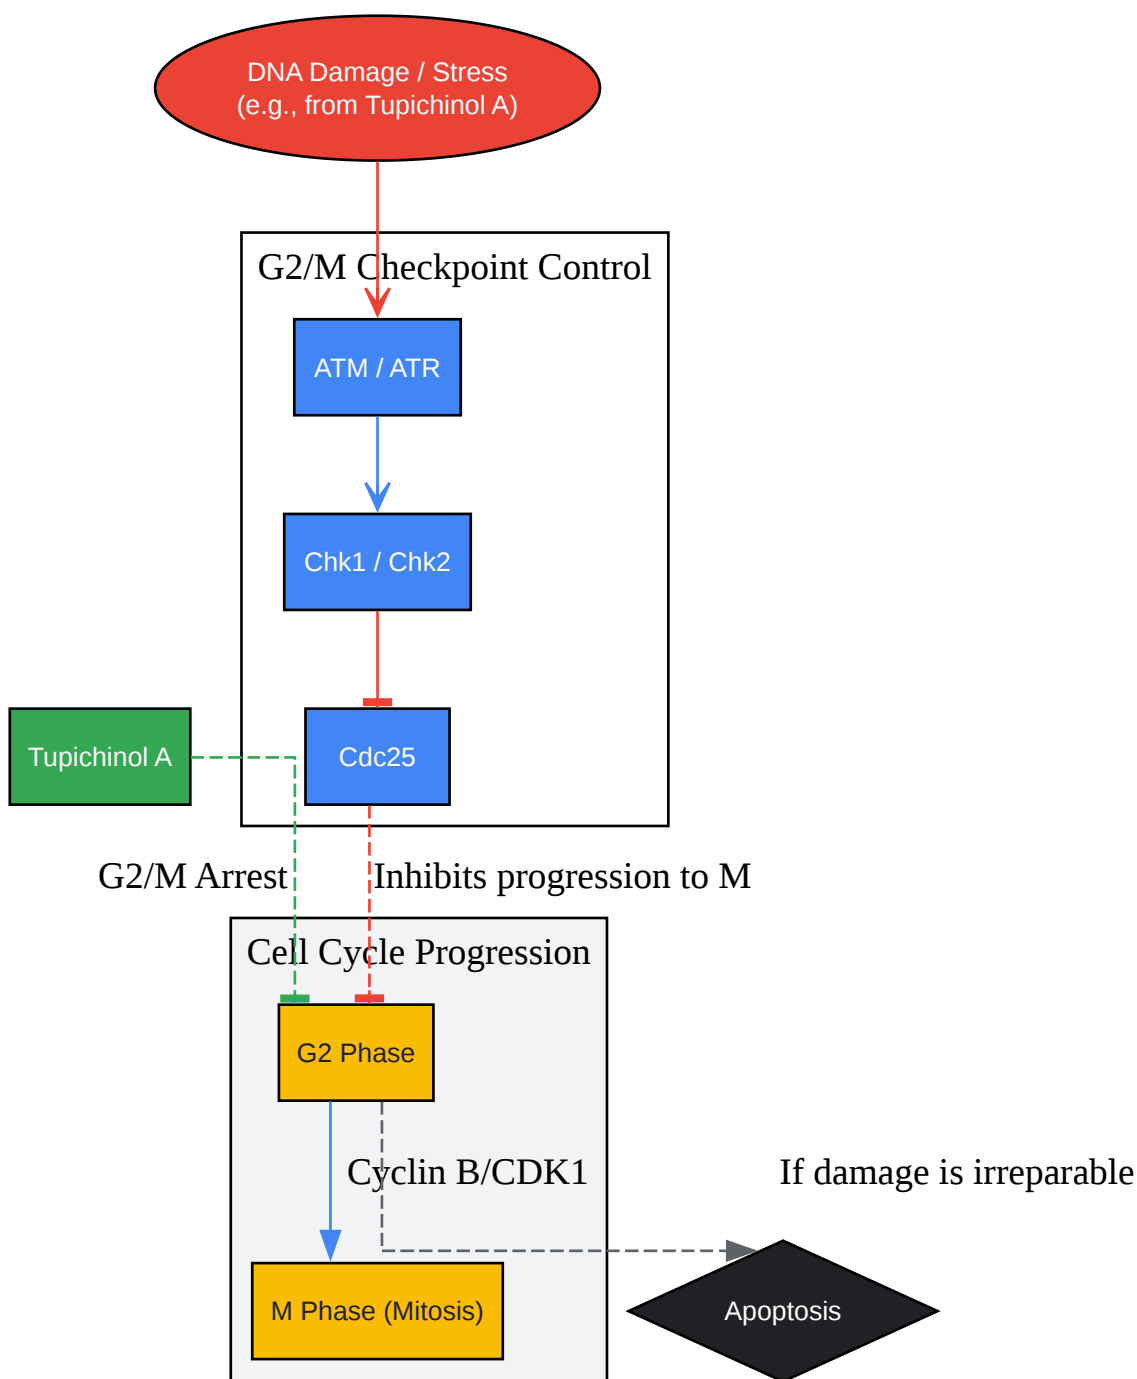 DNA Damage / Stress
(e.g., from Tupichinol A)
G2/M Checkpoint Control
ATM / ATR
Chk1 / Chk2
Tupichinol A
Cdc25
G2/M Arrest
Inhibits progression to M
Cell Cycle Progression
G2 Phase
Cyclin B/CDK1
If damage is irreparable
M Phase (Mitosis)
Apoptosis